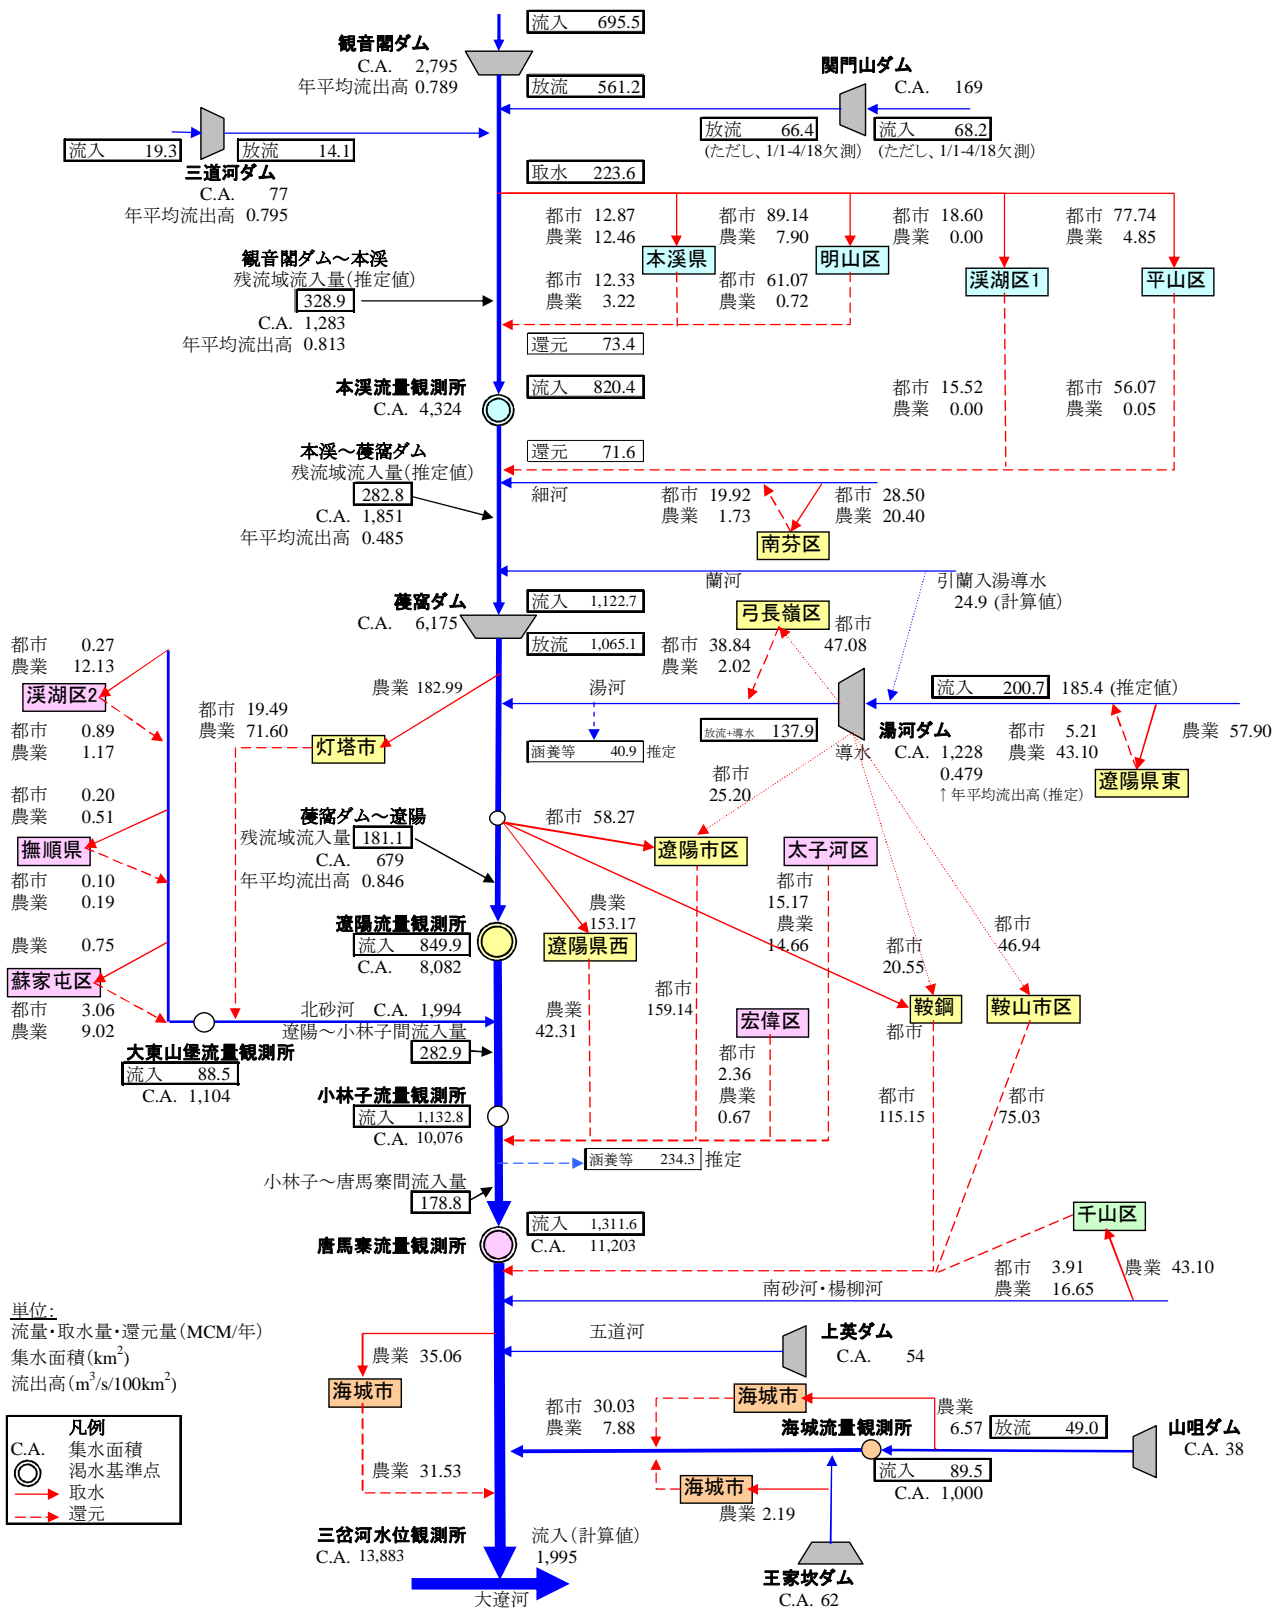 流入 695.5
観音閣ダム
C.A. 2,795
年平均流出高 0.789
放流 561.2
関門山ダム
C.A. 169
放流 66.4
(ただし、1/1-4/18欠測)
流入 68.2
(ただし、1/1-4/18欠測)
流入 19.3
放流 14.1
三道河ダム
C.A. 77
年平均流出高 0.795
取水 223.6
都市 12.87
農業 12.46
都市 89.14
農業 7.90
都市 18.60
農業 0.00
都市 77.74
農業 4.85
本渓県
明山区
渓湖区1
平山区
観音閣ダム～本渓
残流域流入量(推定値)
328.9
C.A. 1,283
年平均流出高 0.813
都市 12.33
農業 3.22
都市 61.07
農業 0.72
還元 73.4
本渓流量観測所
C.A. 4,324
流入 820.4
都市 15.52
農業 0.00
都市 56.07
農業 0.05
還元 71.6
本渓～葠窩ダム
残流域流入量(推定値)
282.8
C.A. 1,851
年平均流出高 0.485
細河
都市 19.92
農業 1.73
都市 28.50
農業 20.40
南芬区
蘭河
引蘭入湯導水
24.9 (計算値)
葠窩ダム
C.A. 6,175
流入 1,122.7
放流 1,065.1
弓長嶺区
都市 38.84
農業 2.02
都市
47.08
都市 0.27
農業 12.13
渓湖区2
都市 0.89
農業 1.17
農業 182.99
都市 19.49
農業 71.60
灯塔市
湯河
涵養等 40.9 推定
放流+導水 137.9
導水
流入 200.7 185.4 (推定値)
湯河ダム
C.A. 1,228
0.479
↑年平均流出高(推定)
都市 5.21
農業 43.10
農業 57.90
遼陽県東
都市
25.20
都市 0.20
農業 0.51
撫順県
都市 0.10
農業 0.19
葠窩ダム～遼陽
残流域流入量 181.1
C.A. 679
年平均流出高 0.846
都市 58.27
遼陽市区
太子河区
都市
15.17
農業
14.66
農業
153.17
遼陽県西
遼陽流量観測所
流入 849.9
C.A. 8,082
農業 0.75
蘇家屯区
都市 3.06
農業 9.02
都市
20.55
都市
46.94
鞍鋼
鞍山市区
都市
北砂河 C.A. 1,994
遼陽～小林子間流入量
282.9
農業
42.31
都市
159.14
宏偉区
都市
2.36
農業
0.67
大東山堡流量観測所
流入 88.5
C.A. 1,104
小林子流量観測所
流入 1,132.8
C.A. 10,076
115.15
都市
75.03
涵養等 234.3 推定
小林子～唐馬寨間流入量
178.8
唐馬寨流量観測所
流入 1,311.6
C.A. 11,203
千山区
都市 3.91
農業 16.65
農業 43.10
南砂河・楊柳河
単位:
流量・取水量・還元量(MCM/年)
集水面積(km2)
流出高(m3/s/100km2)
凡例
C.A. 集水面積
渇水基準点
取水
還元
農業 35.06
海城市
農業 31.53
五道河
上英ダム
C.A. 54
都市 30.03
農業 7.88
海城市
農業
6.57
放流 49.0
山咀ダム
C.A. 38
海城流量観測所
流入 89.5
C.A. 1,000
海城市
農業 2.19
王家坎ダム
C.A. 62
三岔河水位観測所
C.A. 13,883
流入(計算値)
1,995
大遼河